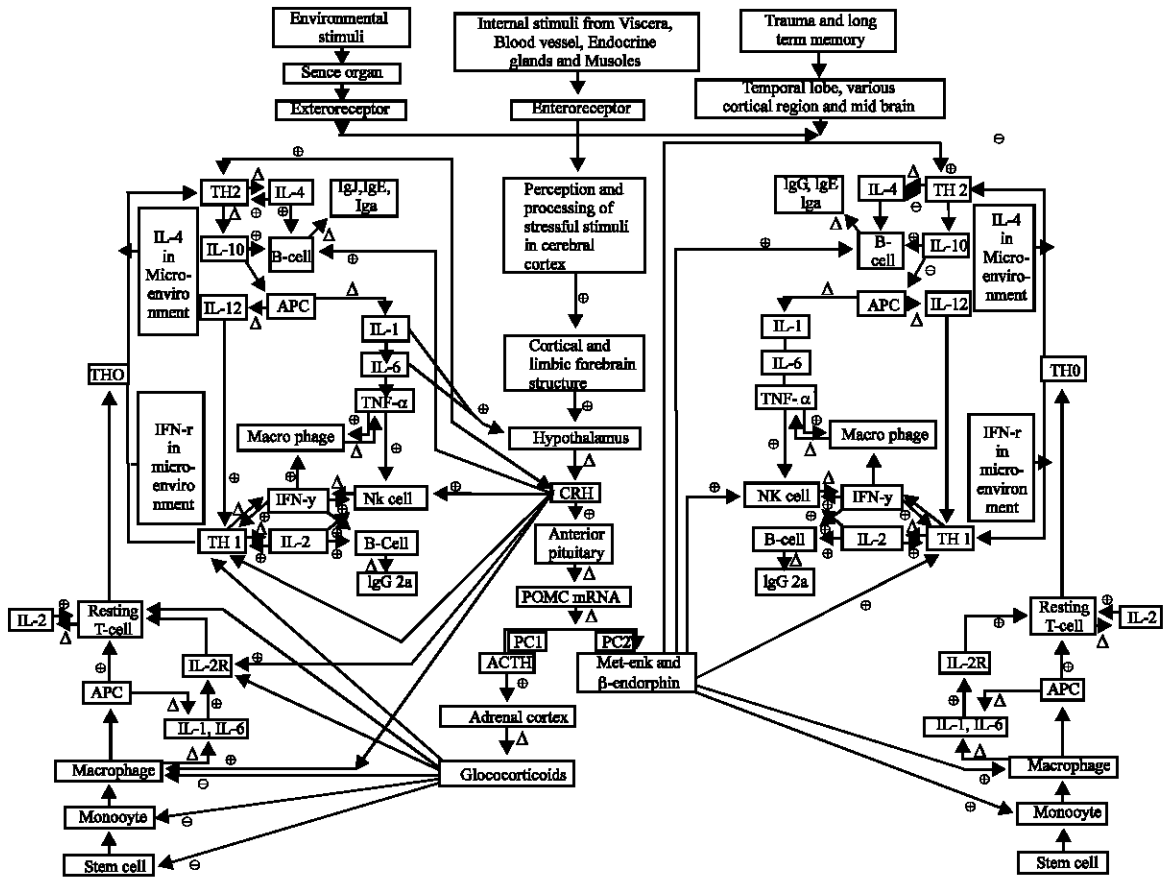 Environmental
stimuli
Internal stimuli from Viscera,
Blood vessel, Endocrine
glands and Musoles
Trauma and long
term memory
Sence organ
Temporal lobe, various
cortical region and mid brain
Exteroreceptor
Enteroreceptor
⊕
⊖
TH2
Δ
IL-4
⊕
IgJ,IgE,
Iga
Δ
⊕
Δ
IL-10
⊕
B-cell
⊕
IL-4
in
Micro-
enviro
nment
IL-12
Δ
APC
Δ
IL-1
IL-6
TNF-α
⊕
Macro phage
Δ
⊕
⊕
THO
IFN-r
in
micro-
enviro-
nment
IFN-y
Δ
⊕
Nk cell
⊕
TH 1
Δ
⊕
IL-2
⊕
⊕
B-Cell
Δ
IgG 2a
Perception and
processing of
stressful stimuli
in cerebral
cortex
⊕
Cortical and
limbic forebrain
structure
⊕
⊕
Hypothalamus
Δ
CRH
⊕
Anterior
pituitary
Δ
POMC mRNA
Δ
PC1
PC2
ACTH
⊕
Met-enk and
β-endorphin
Adrenal cortex
Δ
Glococorticoids
IgG, IgE
Iga
IL-4
Δ
⊖
TH 2
⊕
Δ
B-
cell
⊕
IL-10
⊖
⊕
IL-4
in
Micro-
enviro
nment
APC
Δ
IL-12
Δ
IL-1
IL-6
TNF- α
⊕
⊕
Δ
Macro phage
⊕
TH0
IFN-r
in
micro-
environ
ment
⊕
NK cell
Δ
⊕
IFN-y
Δ
⊕
B-cell
⊕
IL-2
Δ
⊕
TH 1
Δ
IgG 2a
⊕
IL-2
⊕
Δ
Resting
T-cell
⊕
IL-2R
⊕
⊕
APC
Δ
IL-1, IL-6
Δ
⊕
Macrophage
⊖
Monooyte
⊖
Stem cell
⊖
Resting
T-cell
⊕
Δ
IL-2
⊕
IL-2R
⊕
⊕
APC
Δ
IL-1, IL-6
Δ
Macrophage
⊕
Monooyte
⊕
Stem cell